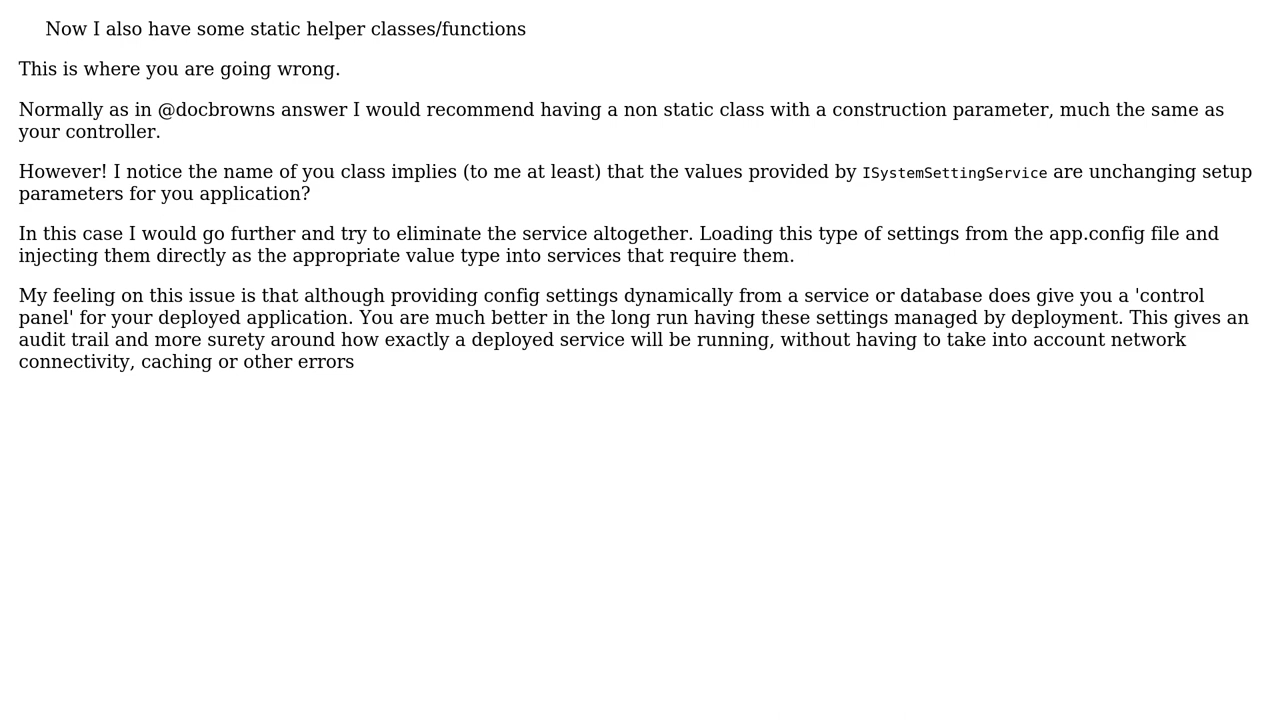 Now I also have some static helper classes/functions
This is where you are going wrong.
Normally as in @docbrowns answer I would recommend having a non static class with a construction parameter, much the same as
your controller.
However! I notice the name of you class implies (to me at least) that the values provided by ISystemSettingService are unchanging setup
parameters for you application?
In this case I would go further and try to eliminate the service altogether. Loading this type of settings from the app.config file and
injecting them directly as the appropriate value type into services that require them.
My feeling on this issue is that although providing config settings dynamically from a service or database does give you a 'control
panel' for your deployed application. You are much better in the long run having these settings managed by deployment. This gives an
audit trail and more surety around how exactly a deployed service will be running, without having to take into account network
connectivity, caching or other errors